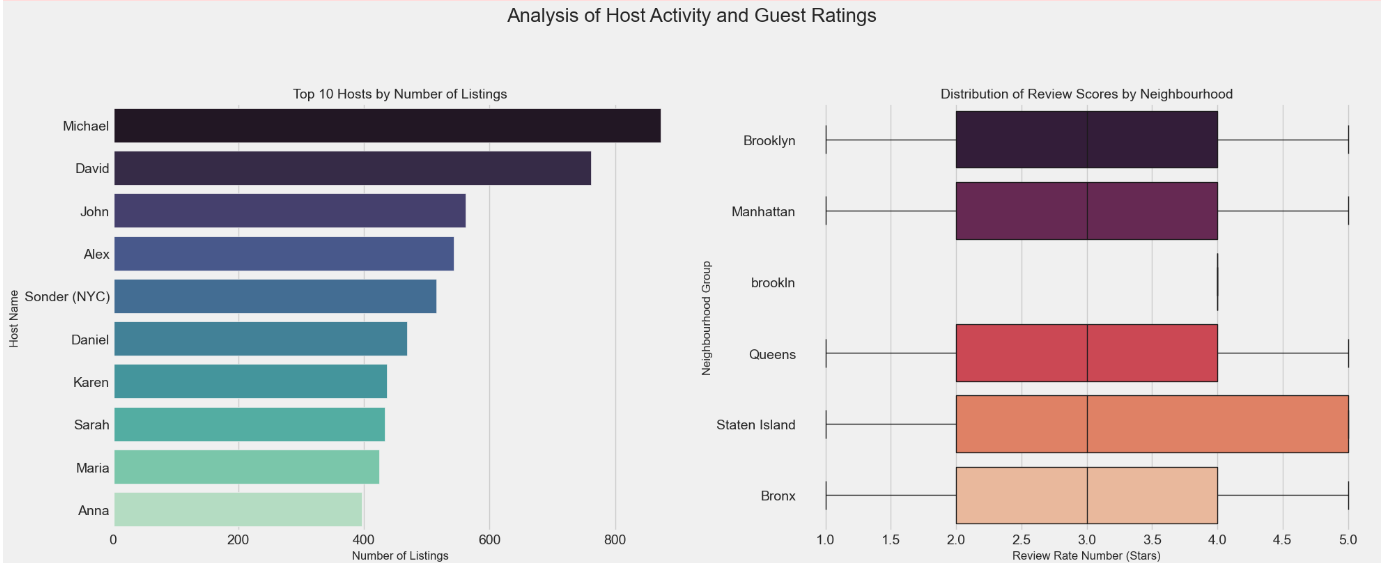 Analysis of Host Activity and Guest Ratings
Top 10 Hosts by Number of Listings
Host Name
Michael
David
John
Alex
Sonder (NYC)
Daniel
Karen
Sarah
Maria
Anna
0 200 400 600 800
Number of Listings
Distribution of Review Scores by Neighbourhood
Neighbourhood Group
Brooklyn
Manhattan
brookln
Queens
Staten Island
Bronx
1.0 1.5 2.0 2.5 3.0 3.5 4.0 4.5 5.0
Review Rate Number (Stars)